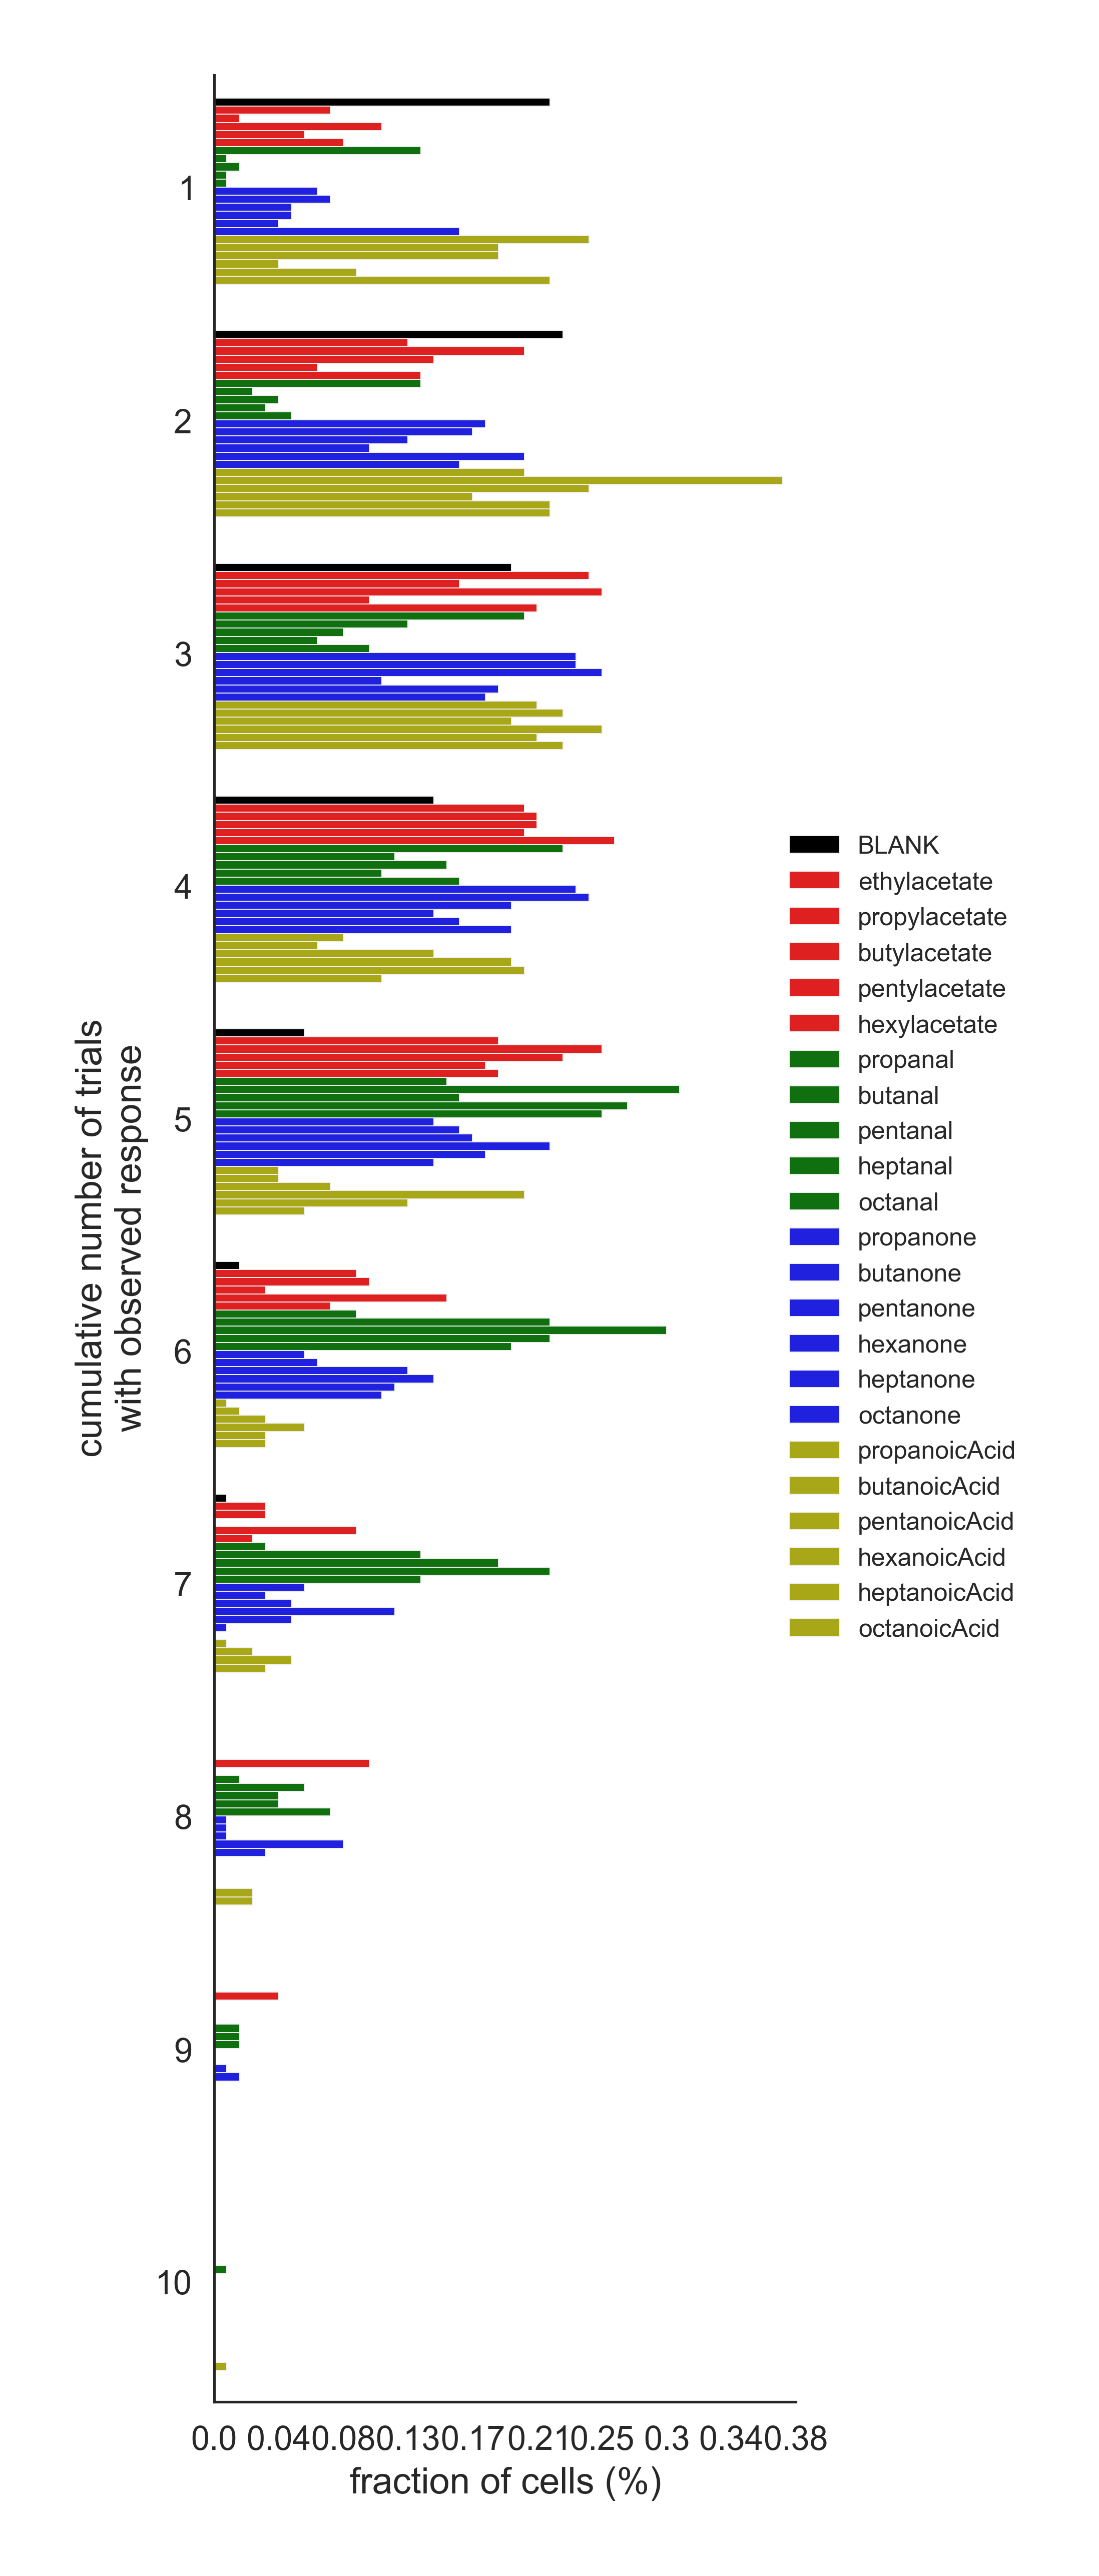 1
2
3
4
5
6
7
8
9
10
cumulative number of trials
with observed response
BLANK
ethylacetate
propylacetate
butylacetate
pentylacetate
hexylacetate
propanal
butanal
pentanal
heptanal
octanal
propanone
butanone
pentanone
hexanone
heptanone
octanone
propanoicAcid
butanoicAcid
pentanoicAcid
hexanoicAcid
heptanoicAcid
octanoicAcid
0.0 0.04 0.08 0.13 0.17 0.21 0.25 0.3 0.34 0.38
fraction of cells (%)